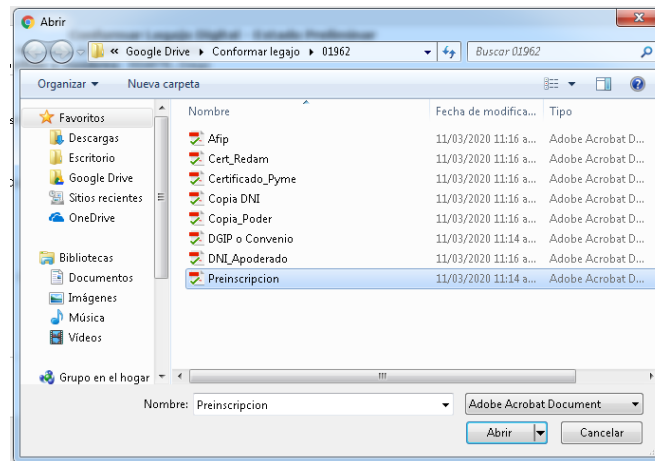 Abrir
« Google Drive ▸ Conformar legajo ▸ 01962
Buscar 01962
Organizar ▾ Nueva carpeta
Favoritos
Descargas
Escritorio
Google Drive
Sitios recientes
OneDrive
Bibliotecas
Documentos
Imágenes
Música
Vídeos
Grupo en el hogar
Nombre Fecha de modifica... Tipo
Afip 11/03/2020 11:16 a... Adobe Acrobat D...
Cert_Redam 11/03/2020 11:16 a... Adobe Acrobat D...
Certificado_Pyme 11/03/2020 11:16 a... Adobe Acrobat D...
Copia DNI 11/03/2020 11:16 a... Adobe Acrobat D...
Copia_Poder 11/03/2020 11:16 a... Adobe Acrobat D...
DGIP o Convenio 11/03/2020 11:14 a... Adobe Acrobat D...
DNI_Apoderado 11/03/2020 11:16 a... Adobe Acrobat D...
Preinscripcion 11/03/2020 11:14 a... Adobe Acrobat D...
Nombre: Preinscripcion
Adobe Acrobat Document
Abrir Cancelar